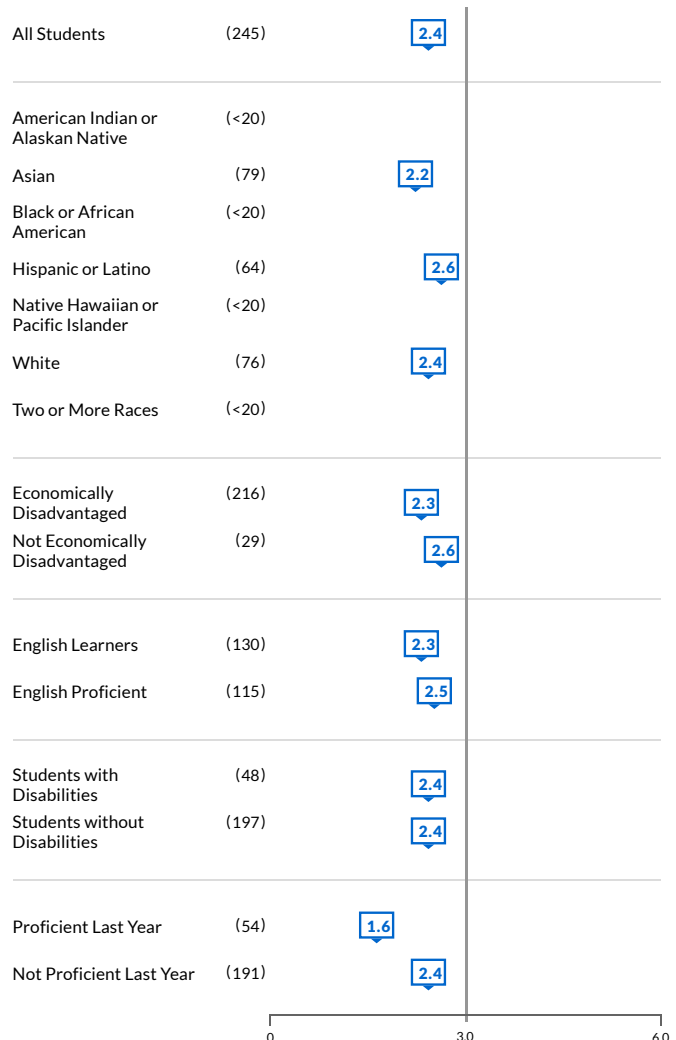 All Students (245) 2.4
American Indian or (<20)
Alaskan Native
Asian (79) 2.2
Black or African (<20)
American
Hispanic or Latino (64) 2.6
Native Hawaiian or (<20)
Pacific Islander
White (76) 2.4
Two or More Races (<20)
Economically (216) 2.3
Disadvantaged
Not Economically (29) 2.6
Disadvantaged
English Learners (130) 2.3
English Proficient (115) 2.5
Students with (48) 2.4
Disabilities
Students without (197) 2.4
Disabilities
Proficient Last Year (54) 1.6
Not Proficient Last Year (191) 2.4
0 3.0 6.0